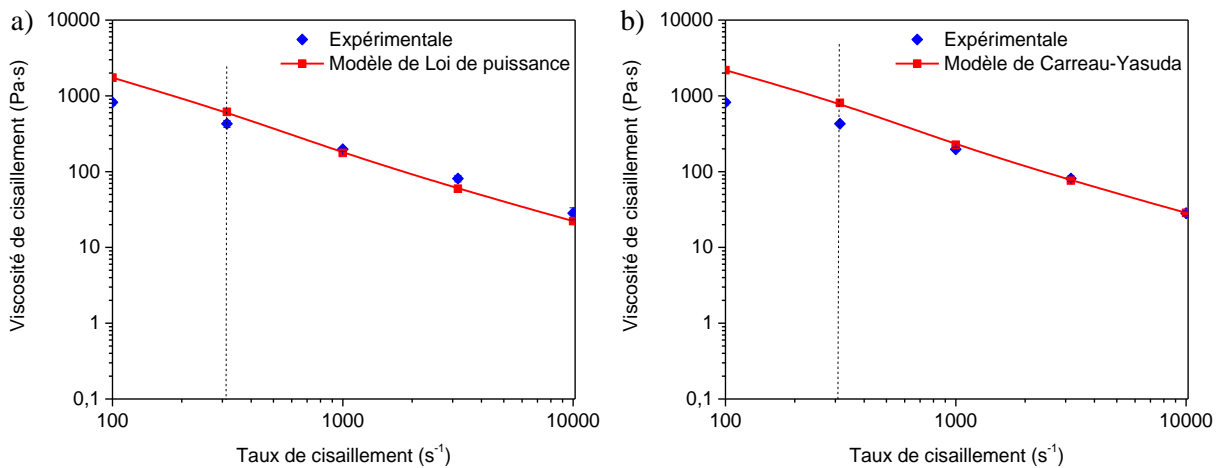 a)
Viscosité de cisaillement (Pa·s)
10000
1000
100
10
1
0,1
Expérimentale
Modèle de Loi de puissance
100
1000
10000
Taux de cisaillement (s⁻¹)
b)
Viscosité de cisaillement (Pa·s)
10000
1000
100
10
1
0,1
Expérimentale
Modèle de Carreau-Yasuda
100
1000
10000
Taux de cisaillement (s⁻¹)